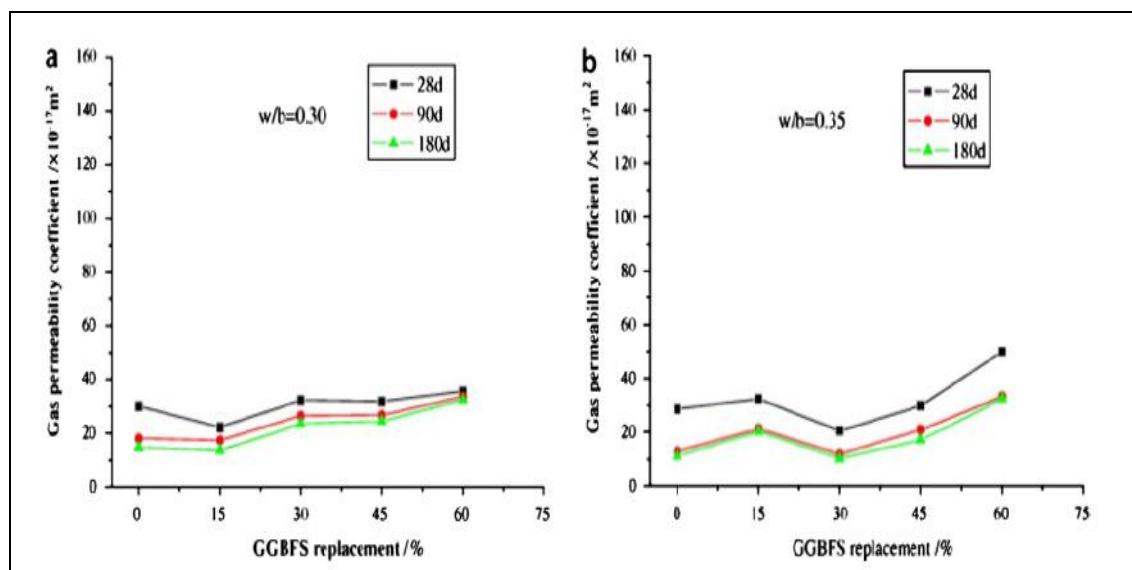 a
160
140
120
100
80
60
40
20
0
Gas permeability coefficient /×10⁻¹⁷m²
w/b=0.30
28d
90d
180d
0 15 30 45 60 75
GGBFS replacement /%
b
160
140
120
100
80
60
40
20
0
Gas permeability coefficient /×10⁻¹⁷m²
w/b=0.35
28d
90d
180d
0 15 30 45 60 75
GGBFS replacement /%